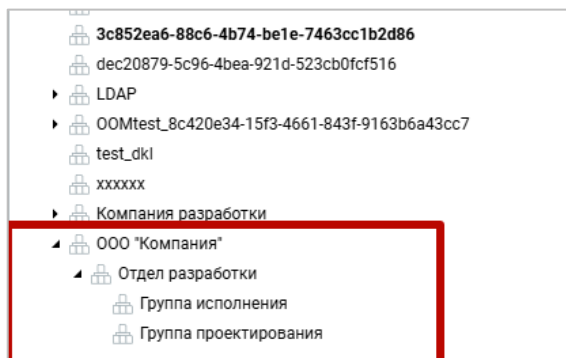 3c852ea6-88c6-4b74-be1e-7463cc1b2d86
dec20879-5c96-4bea-921d-523cb0fcf516
LDAP
OOMtest_8c420e34-15f3-4661-843f-9163b6a43cc7
test_dkl
xxxxxx
Компания разработки
ООО "Компания"
Отдел разработки
Группа исполнения
Группа проектирования